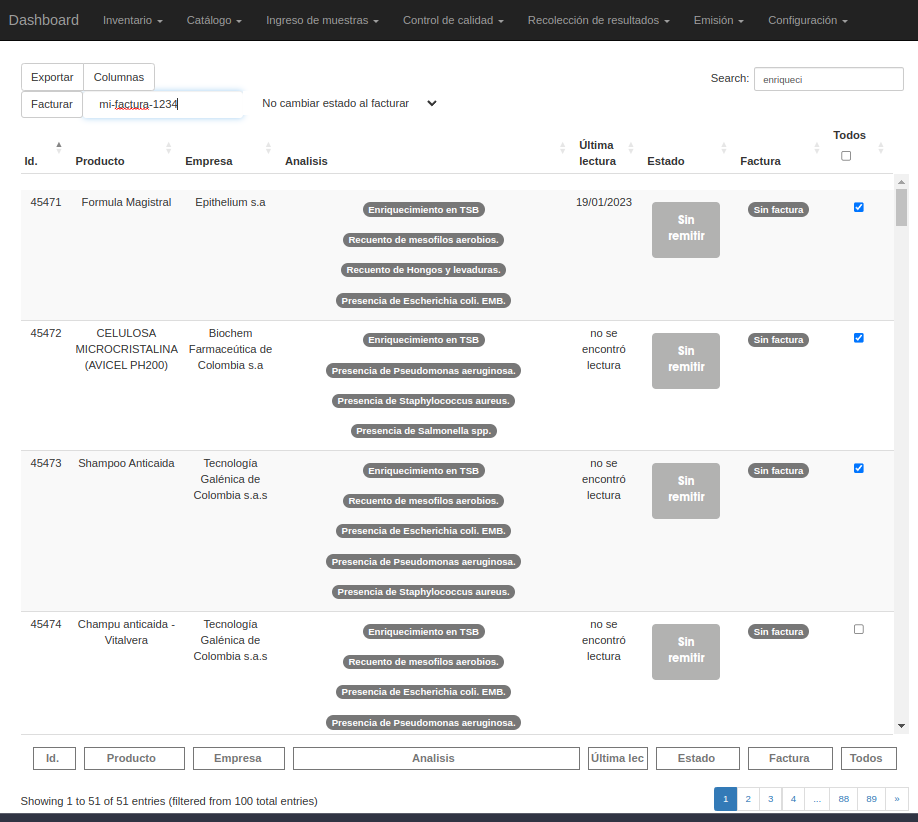 Dashboard Inventario Catálogo Ingreso de muestras Control de calidad Recolección de resultados Emisión Configuración
Exportar Columnas Search: enriqueci
Facturar mi-factura-1234 No cambiar estado al facturar
Id. Producto Empresa Analisis Última lectura Estado Factura Todos
45471 Formula Magistral Epithelium s.a Enriquecimiento en TSB 19/01/2023 Sin remitir Sin factura
Recuento de mesofilos aerobios.
Recuento de Hongos y levaduras.
Presencia de Escherichia coli. EMB.
45472 CELULOSA MICROCRISTALINA (AVICEL PH200) Biochem Farmaceútica de Colombia s.a Enriquecimiento en TSB no se encontró lectura Sin remitir Sin factura
Presencia de Pseudomonas aeruginosa.
Presencia de Staphylococcus aureus.
Presencia de Salmonella spp.
45473 Shampoo Anticaida Tecnología Galénica de Colombia s.a.s Enriquecimiento en TSB no se encontró lectura Sin remitir Sin factura
Recuento de mesofilos aerobios.
Presencia de Escherichia coli. EMB.
Presencia de Pseudomonas aeruginosa.
Presencia de Staphylococcus aureus.
45474 Champu anticaida - Vitalvera Tecnología Galénica de Colombia s.a.s Enriquecimiento en TSB no se encontró lectura Sin remitir Sin factura
Recuento de mesofilos aerobios.
Presencia de Escherichia coli. EMB.
Presencia de Pseudomonas aeruginosa.
Id. Producto Empresa Analisis Última lec Estado Factura Todos
Showing 1 to 51 of 51 entries (filtered from 100 total entries) 1 2 3 4 ... 88 89 »